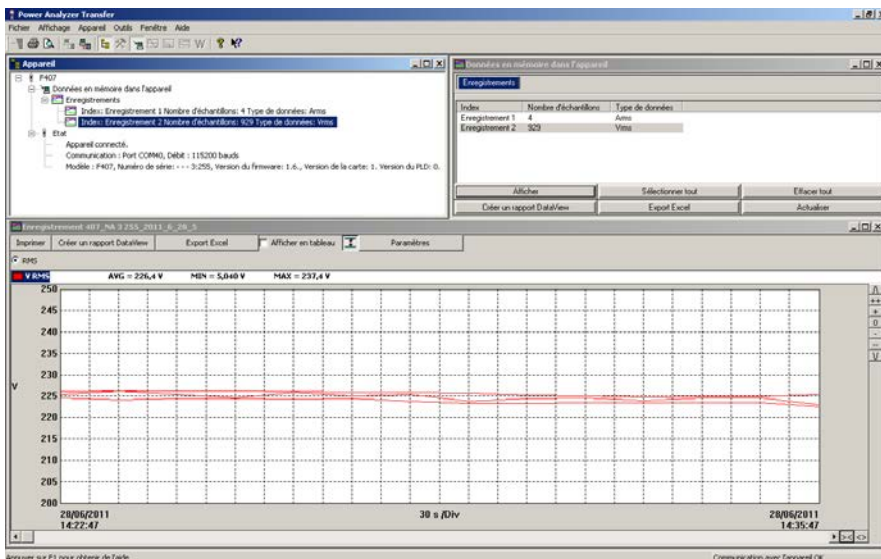 Power Analyzer Transfer
Fichier Affichage Appareil Outils Fenêtre Aide
Appareil
F407
Données en mémoire dans l'appareil
Enregistrements
Index: Enregistrement 1 Nombre d'échantillons: 4 Type de données: Arms
Index: Enregistrement 2 Nombre d'échantillons: 929 Type de données: Vrms
Etat
Appareil connecté.
Communication : Port COM40, Débit : 115200 bauds
Modèle : F407, Numéro de série: - - - 3:255, Version du firmware: 1.6., Version de la carte: 1. Version du PLD: 0.
Données en mémoire dans l'appareil
Enregistrements
Index Nombre d'échantillons Type de données
Enregistrement 1 4 Arms
Enregistrement 2 929 Vrms
Afficher Sélectionner tout Effacer tout
Créer un rapport DataView Export Excel Actualiser
Enregistrement 407_NA 3 255_2011_6_28_5
Imprimer Créer un rapport DataView Export Excel Afficher en tableau Paramètres
RMS
V RMS AVG = 226,4 V MIN = 5,040 V MAX = 237,4 V
250
245
240
235
230
V 225
220
215
210
205
200
28/06/2011 30 s/Div 28/06/2011
14:22:47 14:35:47
Appuyer sur F1 pour obtenir de l'aide Communication avec l'appareil OK